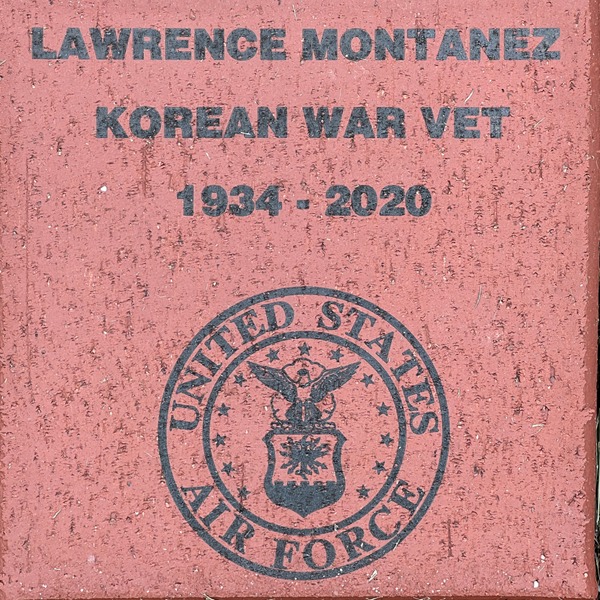 LAWRENCE MONTANEZ
KOREAN WAR VET
1934 - 2020
UNITED STATES
AIR FORCE